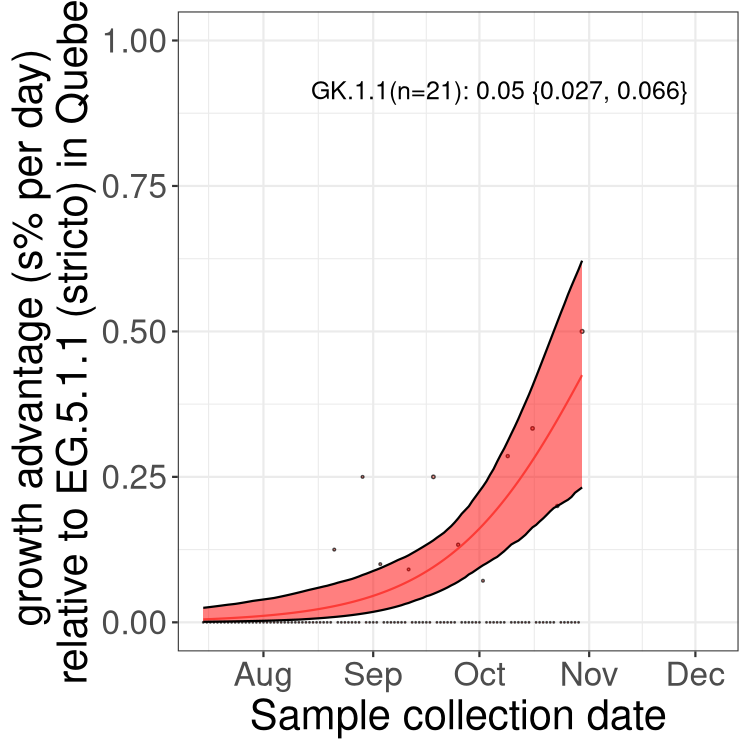 growth advantage (s% per day)
relative to EG.5.1.1 (stricto) in Quebe
1.00
0.75
0.50
0.25
0.00
GK.1.1(n=21): 0.05 {0.027, 0.066}
Aug Sep Oct Nov Dec
Sample collection date